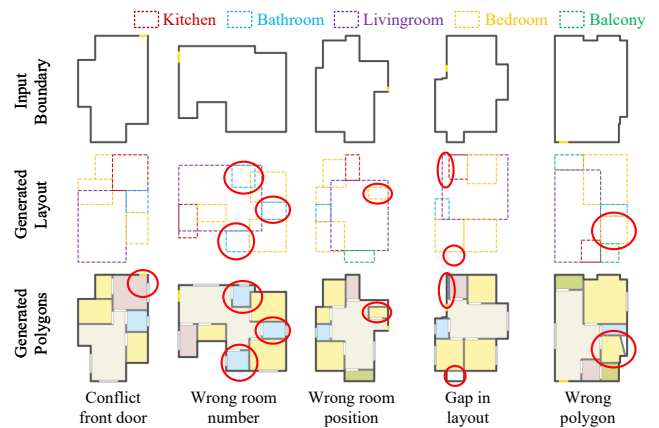 Kitchen Bathroom Livingroom Bedroom Balcony
Input
Boundary
Generated
Layout
Generated
Polygons
Conflict
front door
Wrong room
number
Wrong room
position
Gap in
layout
Wrong
polygon